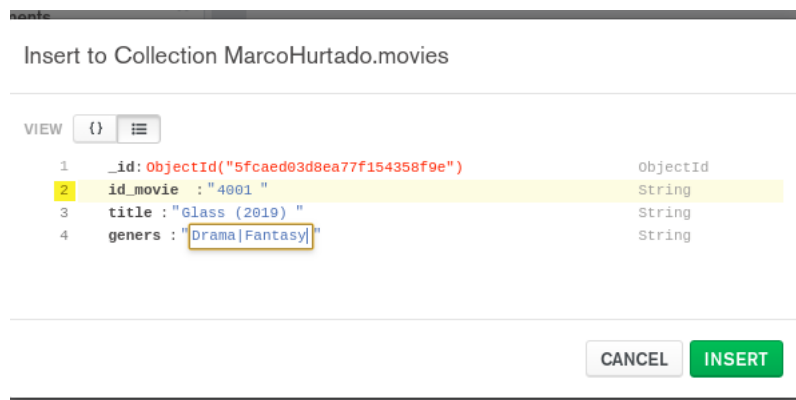 ments
Insert to Collection MarcoHurtado.movies
VIEW {}
1 _id: ObjectId("5fcaed03d8ea77f154358f9e") ObjectId
2 id_movie : "4001 " String
3 title : "Glass (2019) " String
4 geners : "Drama|Fantasy" String
CANCEL INSERT